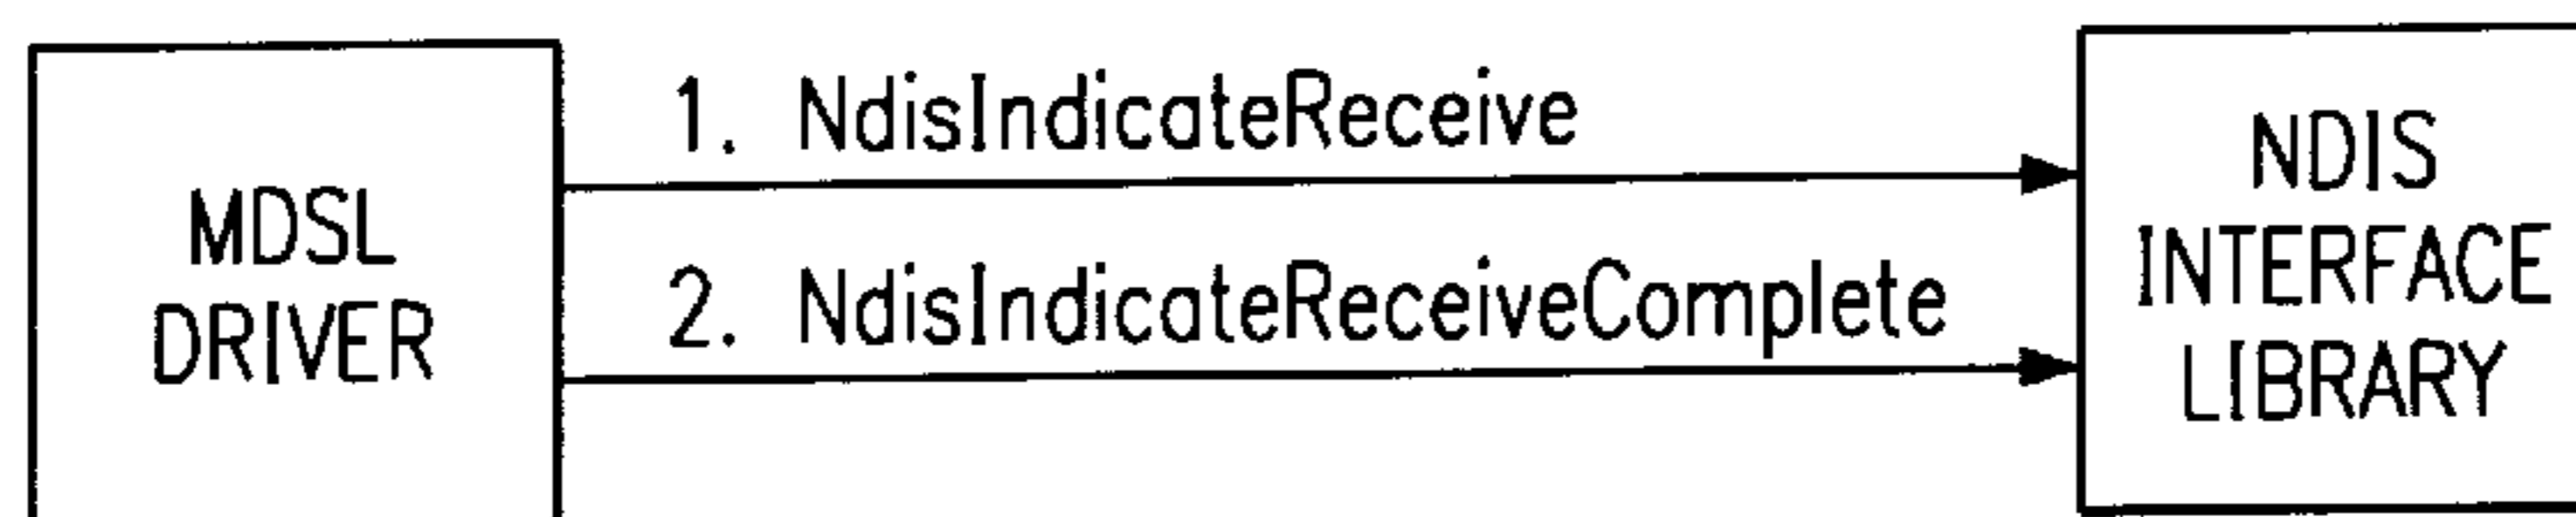 MDSL
DRIVER
1. NdisIndicateReceive
2. NdisIndicateReceiveComplete
NDIS
INTERFACE
LIBRARY